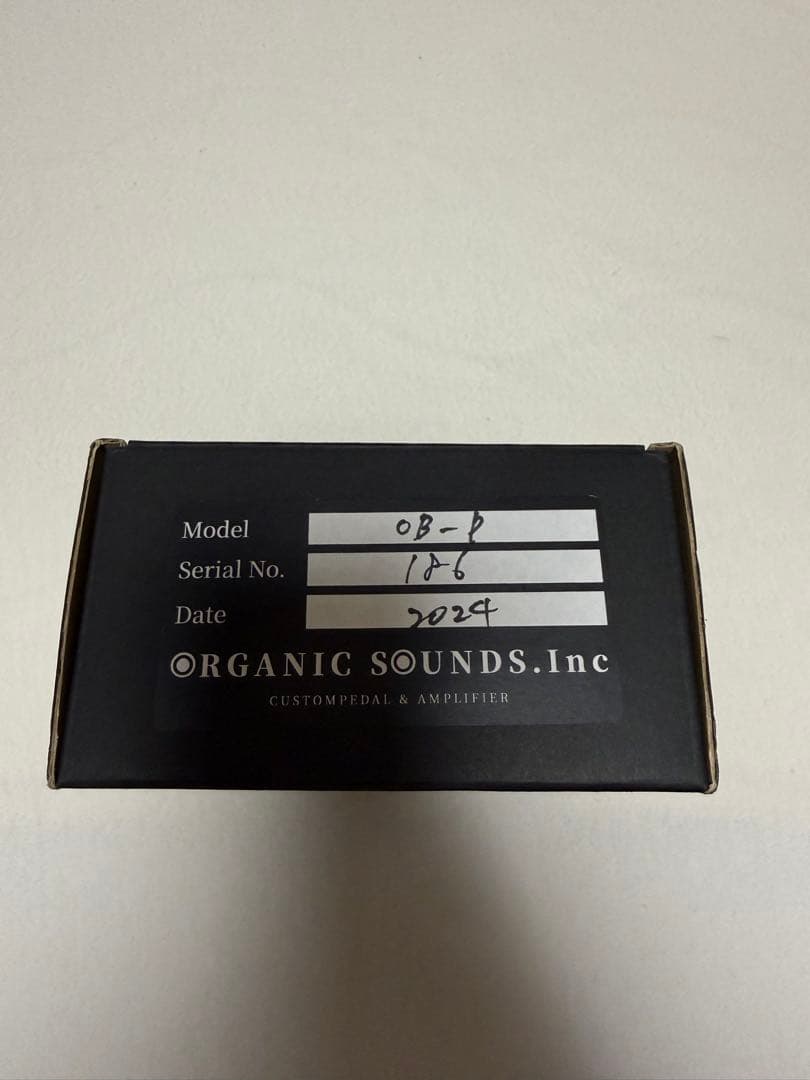 Model OB-P
Serial No. 186
Date 2024
ORGANIC SOUNDS.Inc
CUSTOMPEDAL & AMPLIFIER